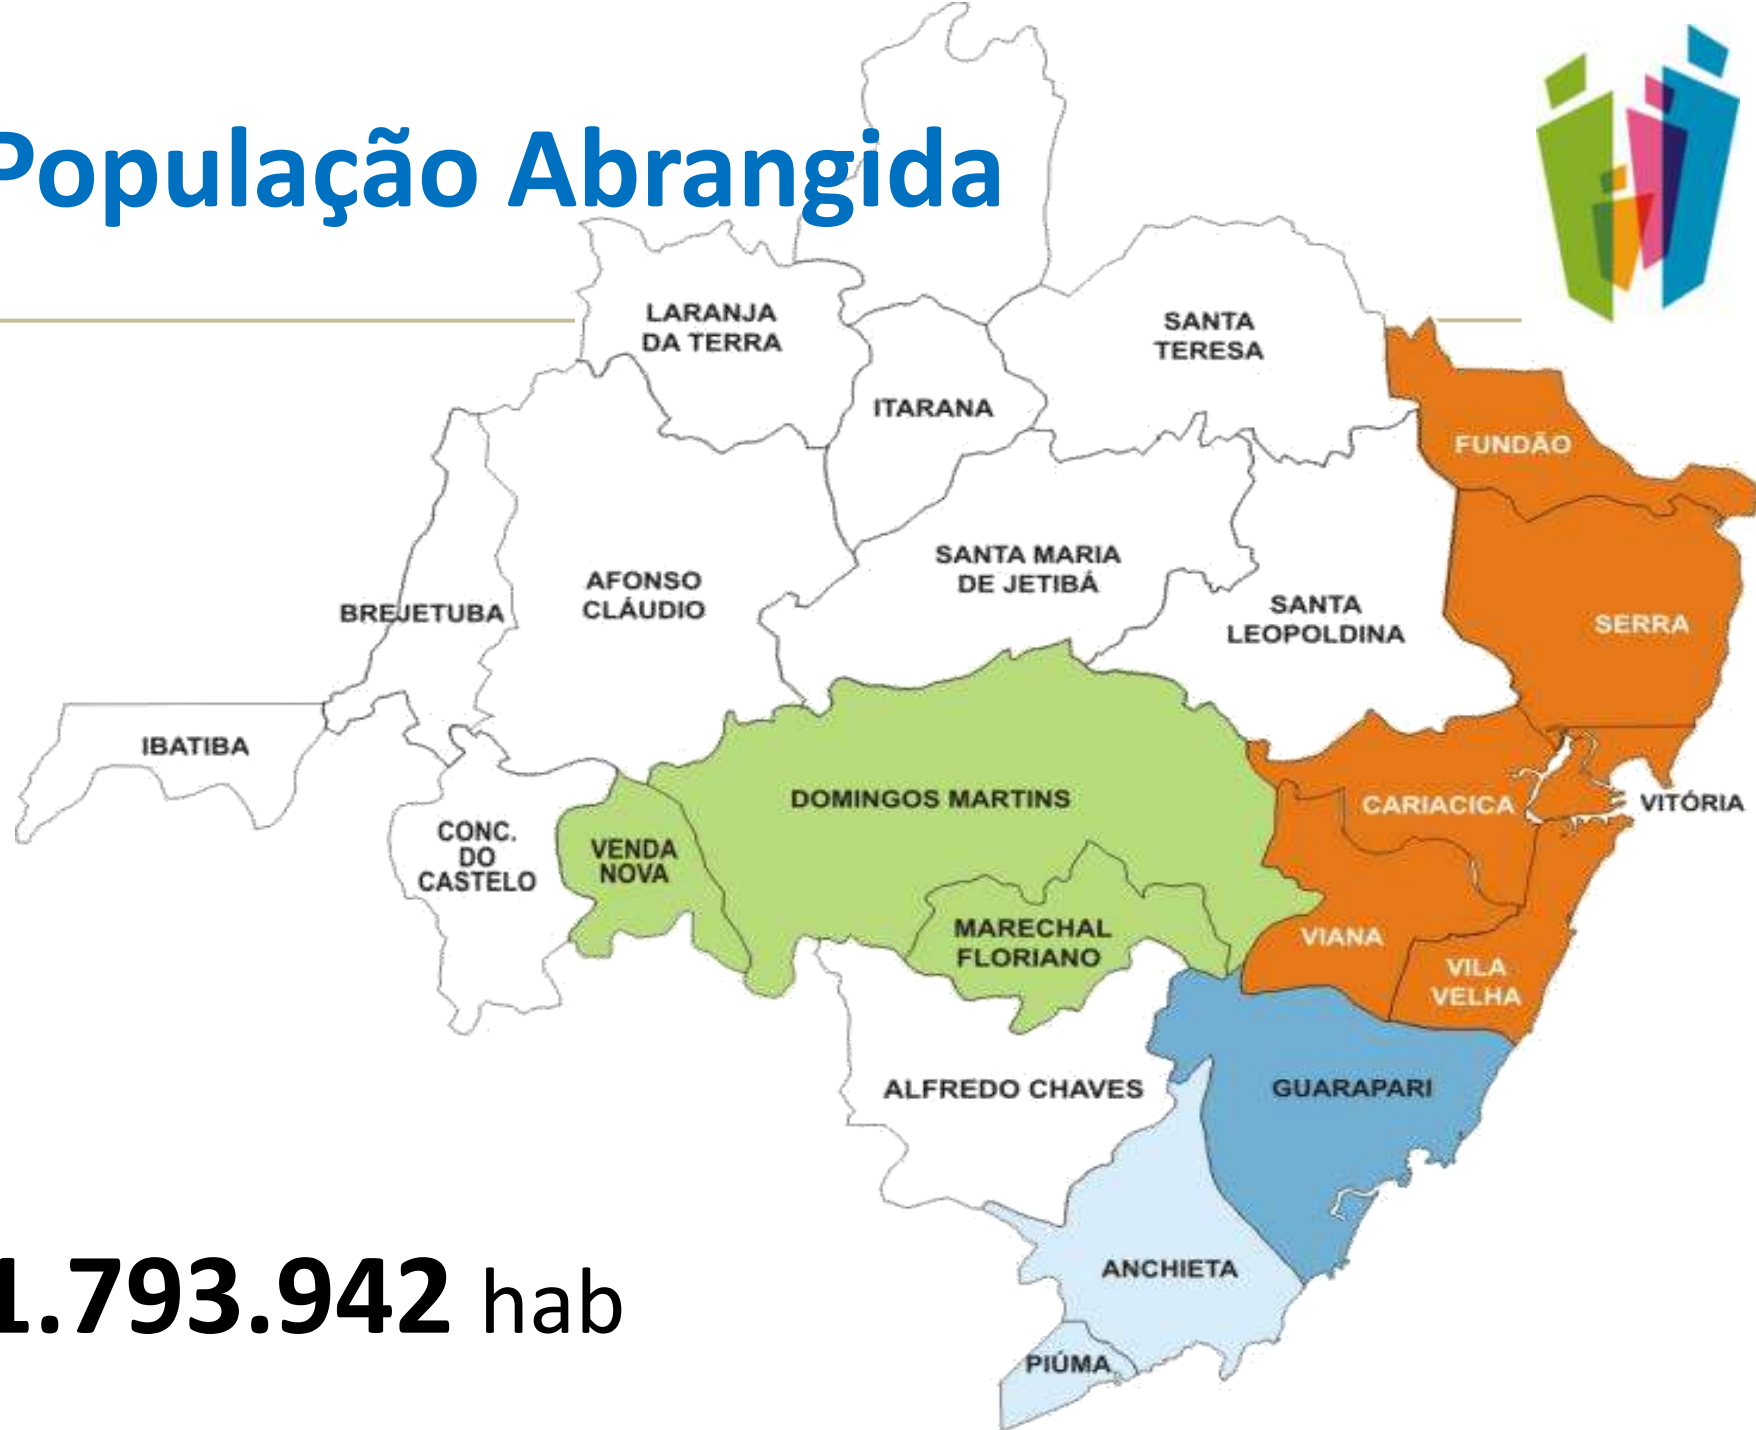 População Abrangida
LARANJA
DA TERRA
SANTA
TERESA
ITARANA
FUNDÃO
SANTA MARIA
DE JETIBÁ
AFONSO
CLÁUDIO
BREJETUBA
SANTA
LEOPOLDINA
SERRA
IBATIBA
DOMINGOS MARTINS
CARIACICA
VITÓRIA
CONC.
DO
CASTELO
VENDA
NOVA
MARECHAL
FLORIANO
VIANA
VILA
VELHA
ALFREDO CHAVES
GUARAPARI
ANCHIETA
1.793.942 hab
PIÚMA